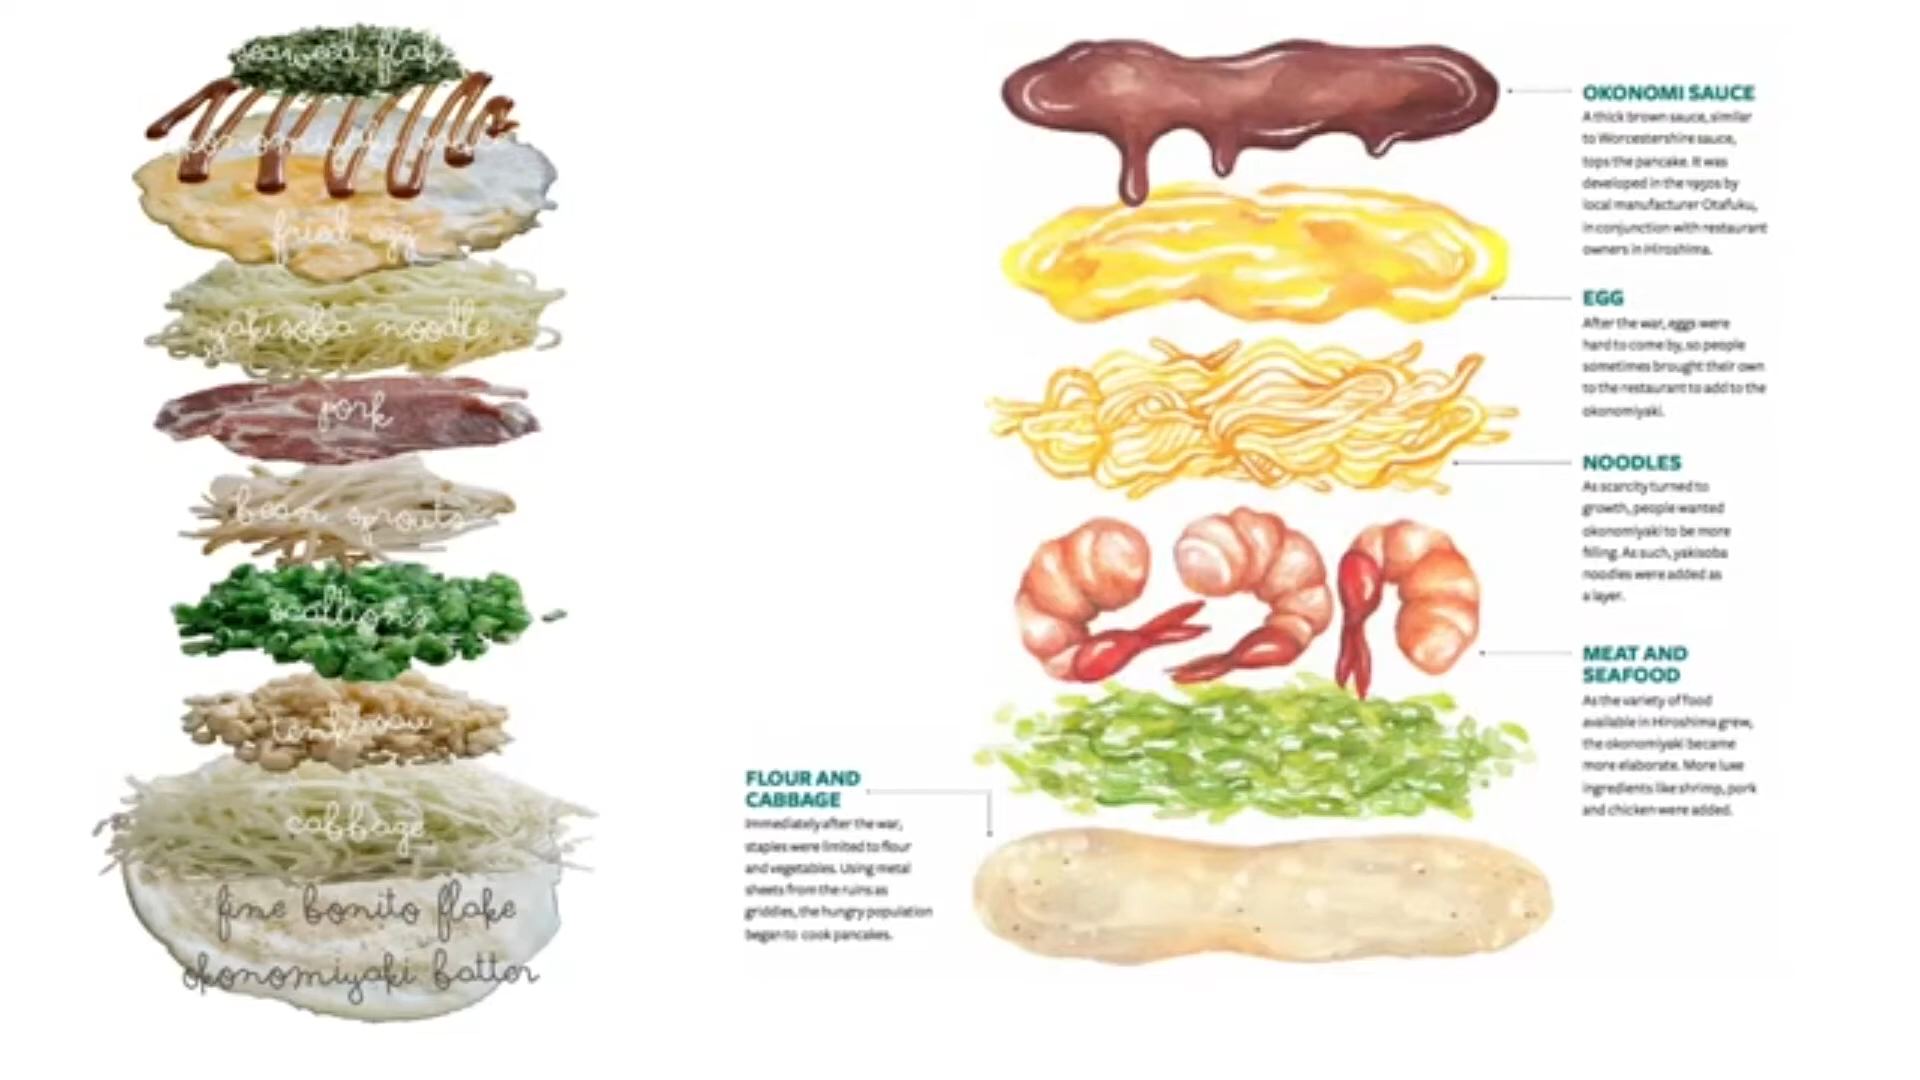 seaweed flake
okonomiyaki sauce
fried egg
yakisoba noodle
pork
bean sprouts
scallions
tenkasu
cabbage
fine bonito flake
okonomiyaki batter
FLOUR AND
CABBAGE
Immediately after the war,
staples were limited to flour
and vegetables. Using metal
sheets from the ruins as
griddles, the hungry population
began to cook pancakes.
OKONOMI SAUCE
A thick brown sauce, similar
to Worcestershire sauce,
tops the pancake. It was
developed in the 1950s by
local manufacturer Otafuku,
in conjunction with restaurant
owners in Hiroshima.
EGG
After the war, eggs were
hard to come by, so people
sometimes brought their own
to the restaurant to add to the
okonomiyaki.
NOODLES
As scarcity turned to
growth, people wanted
okonomiyaki to be more
filling. As such, yakisoba
noodles were added as
a layer.
MEAT AND
SEAFOOD
As the variety of food
available in Hiroshima grew,
the okonomiyaki became
more elaborate. More luxe
ingredients like shrimp, pork
and chicken were added.